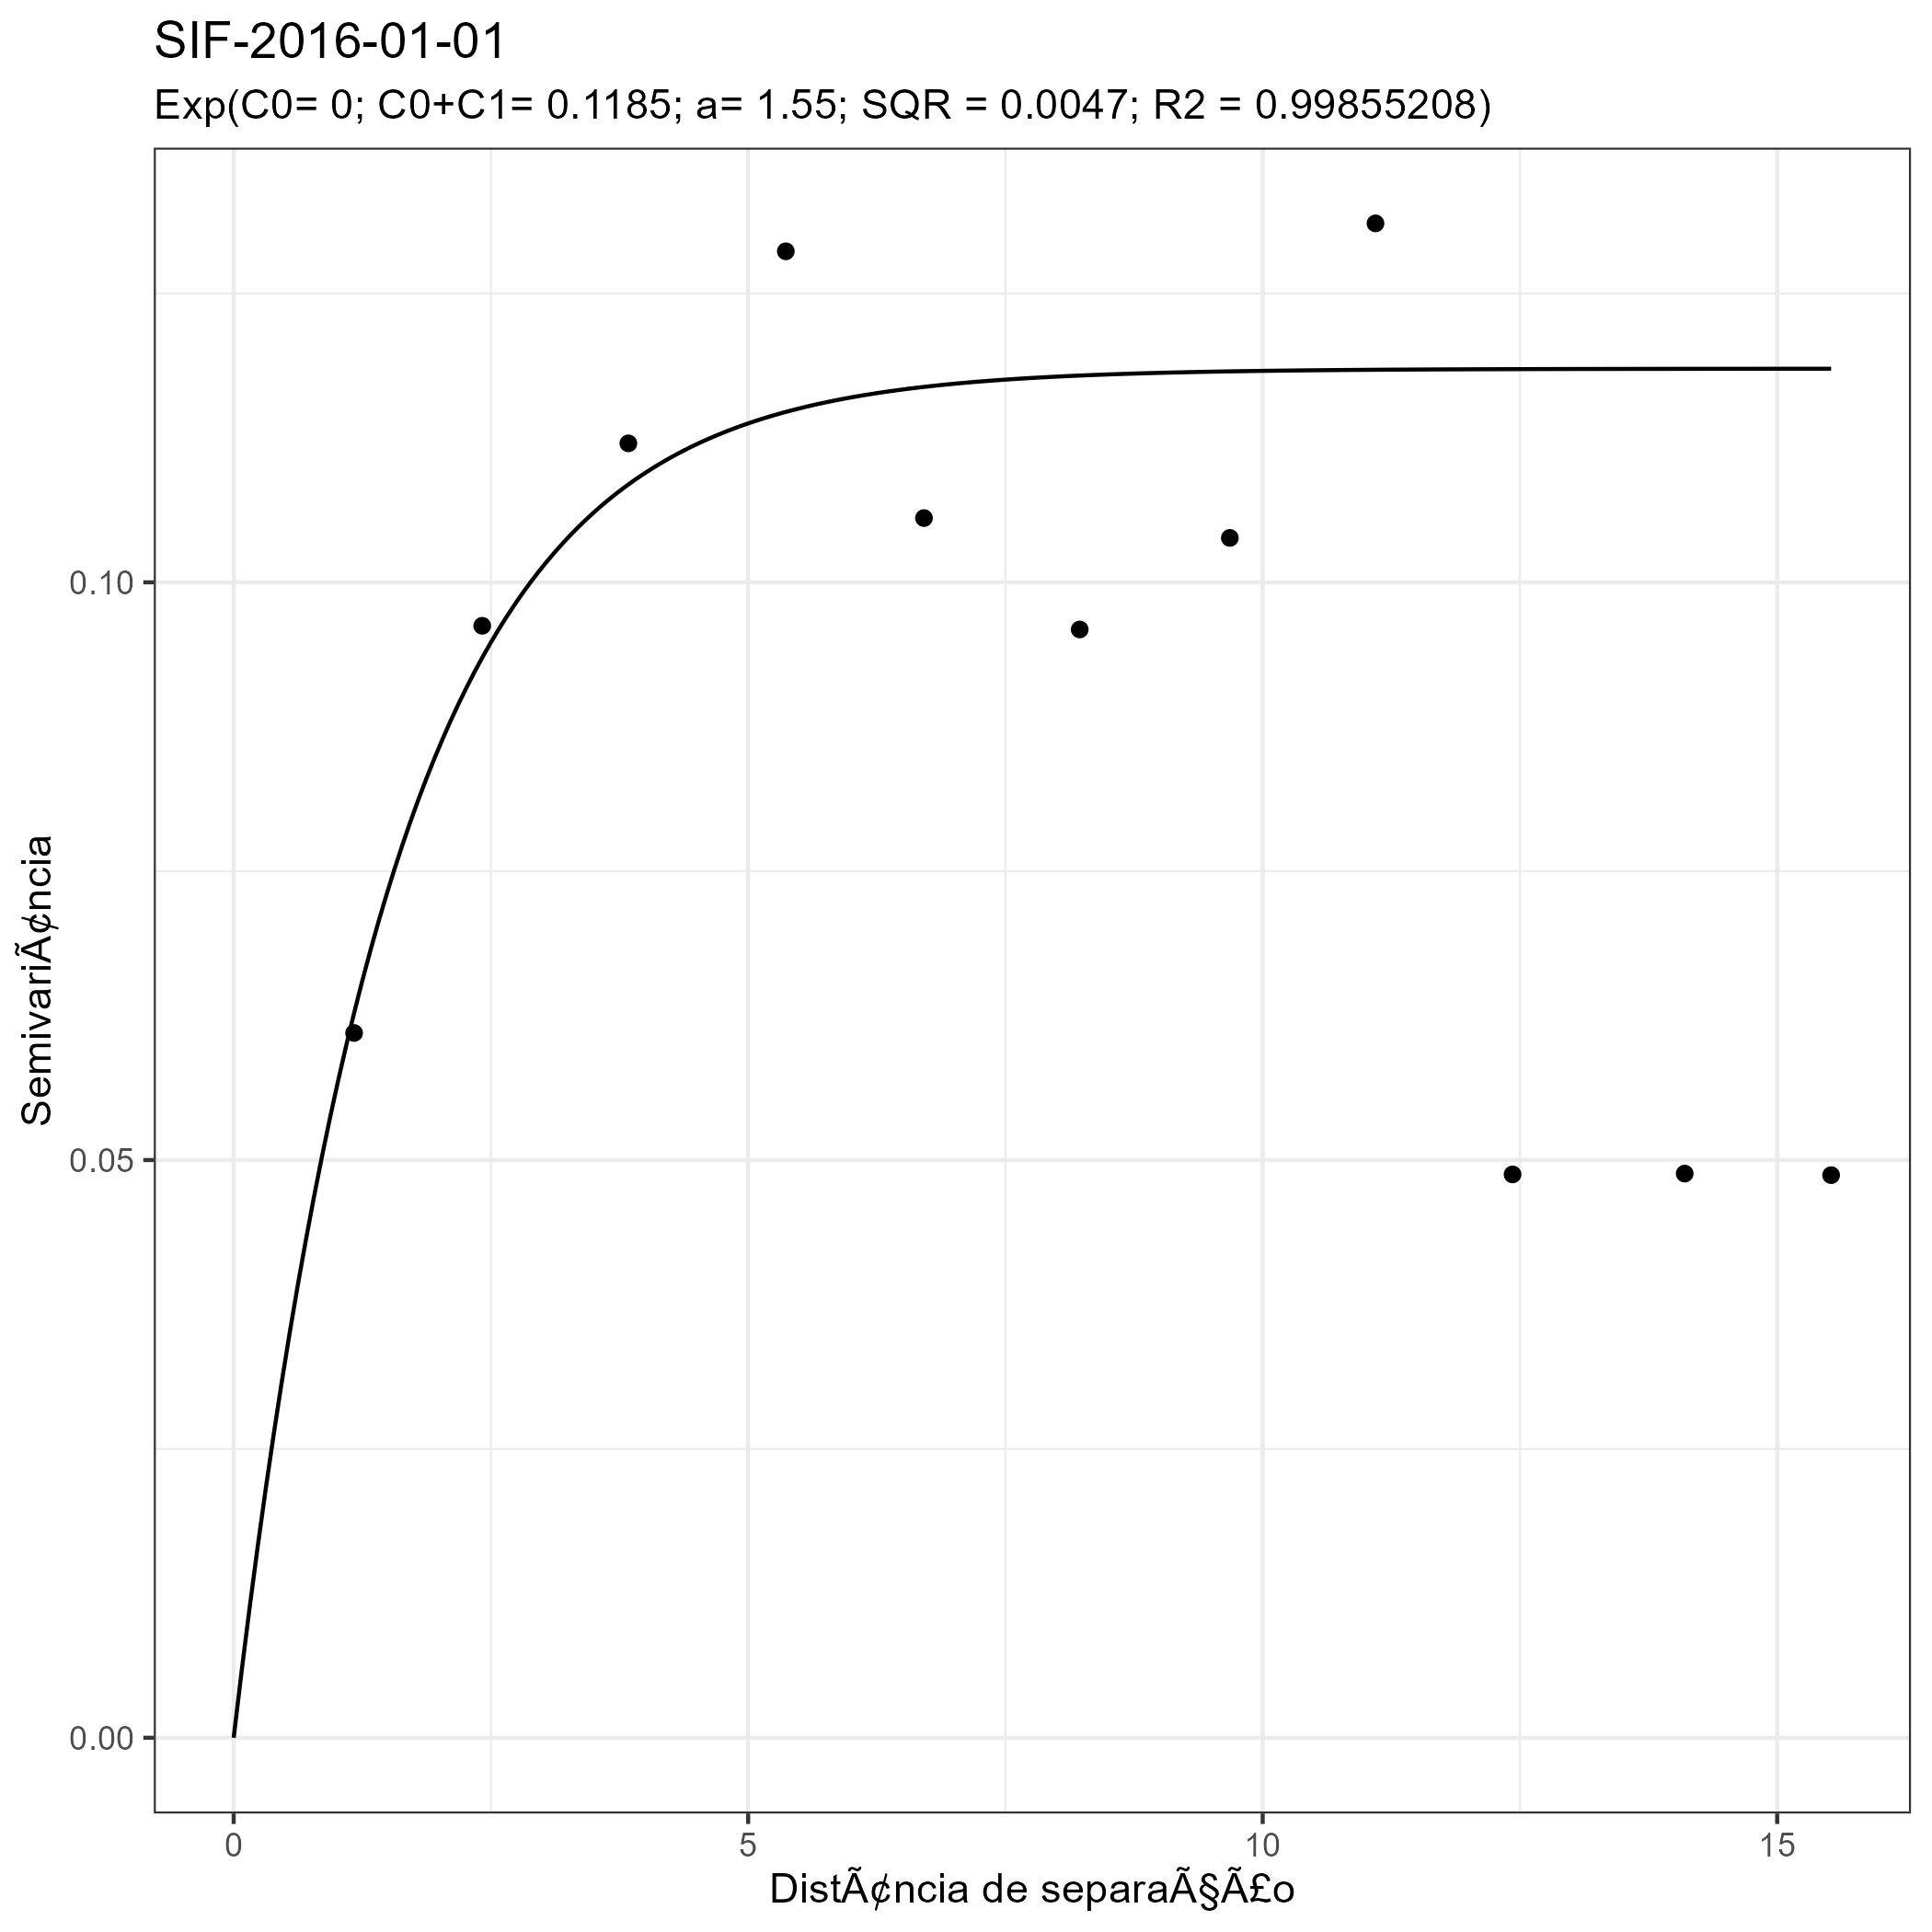 SIF-2016-01-01
Exp(C0= 0; C0+C1= 0.1185; a= 1.55; SQR = 0.0047; R2 = 0.99855208)
SemivariÃ¢ncia
0.10
0.05
0.00
0 5 10 15
DistÃ¢ncia de separaÃ§Ã£o